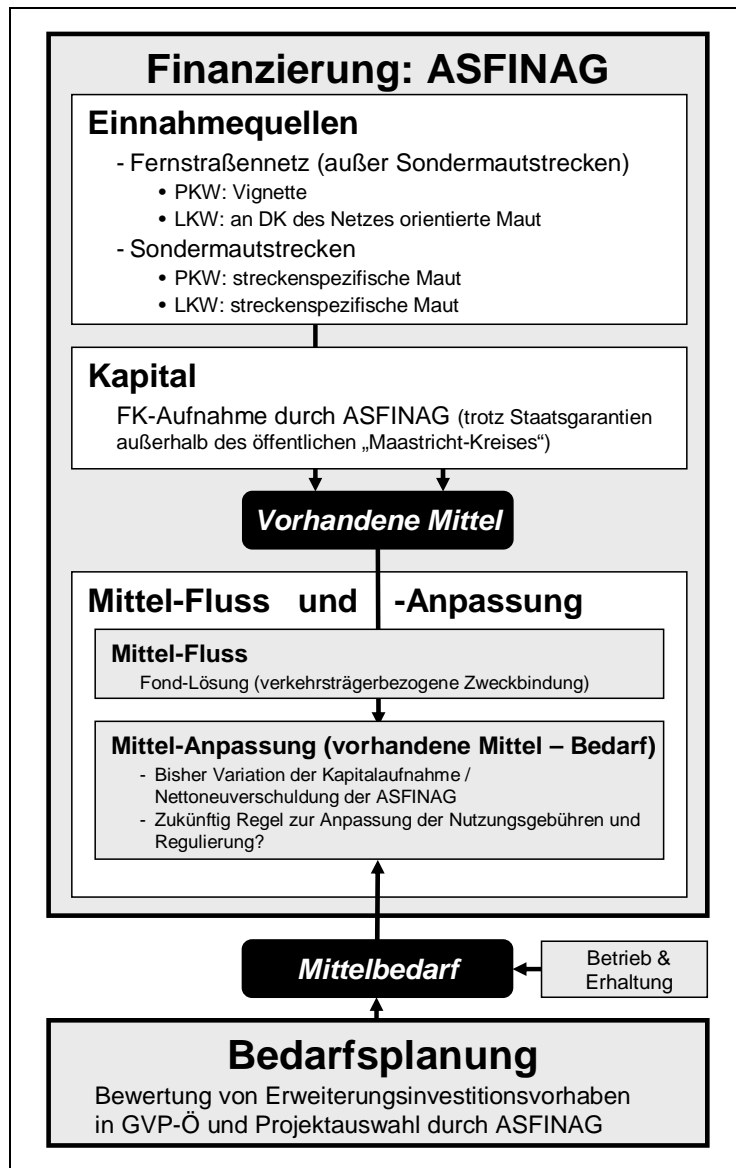 Finanzierung: ASFINAG
Einnahmequellen
- Fernstraßennetz (außer Sondermautstrecken)
• PKW: Vignette
• LKW: an DK des Netzes orientierte Maut
- Sondermautstrecken
• PKW: streckenspezifische Maut
• LKW: streckenspezifische Maut
Kapital
FK-Aufnahme durch ASFINAG (trotz Staatsgarantien
außerhalb des öffentlichen „Maastricht-Kreises“)
Vorhandene Mittel
Mittel-Fluss und -Anpassung
Mittel-Fluss
Fond-Lösung (verkehrsträgerbezogene Zweckbindung)
Mittel-Anpassung (vorhandene Mittel – Bedarf)
- Bisher Variation der Kapitalaufnahme /
Nettoneuverschuldung der ASFINAG
- Zukünftig Regel zur Anpassung der Nutzungsgebühren und
Regulierung?
Mittelbedarf
Betrieb &
Erhaltung
Bedarfsplanung
Bewertung von Erweiterungsinvestitionsvorhaben
in GVP-Ö und Projektauswahl durch ASFINAG